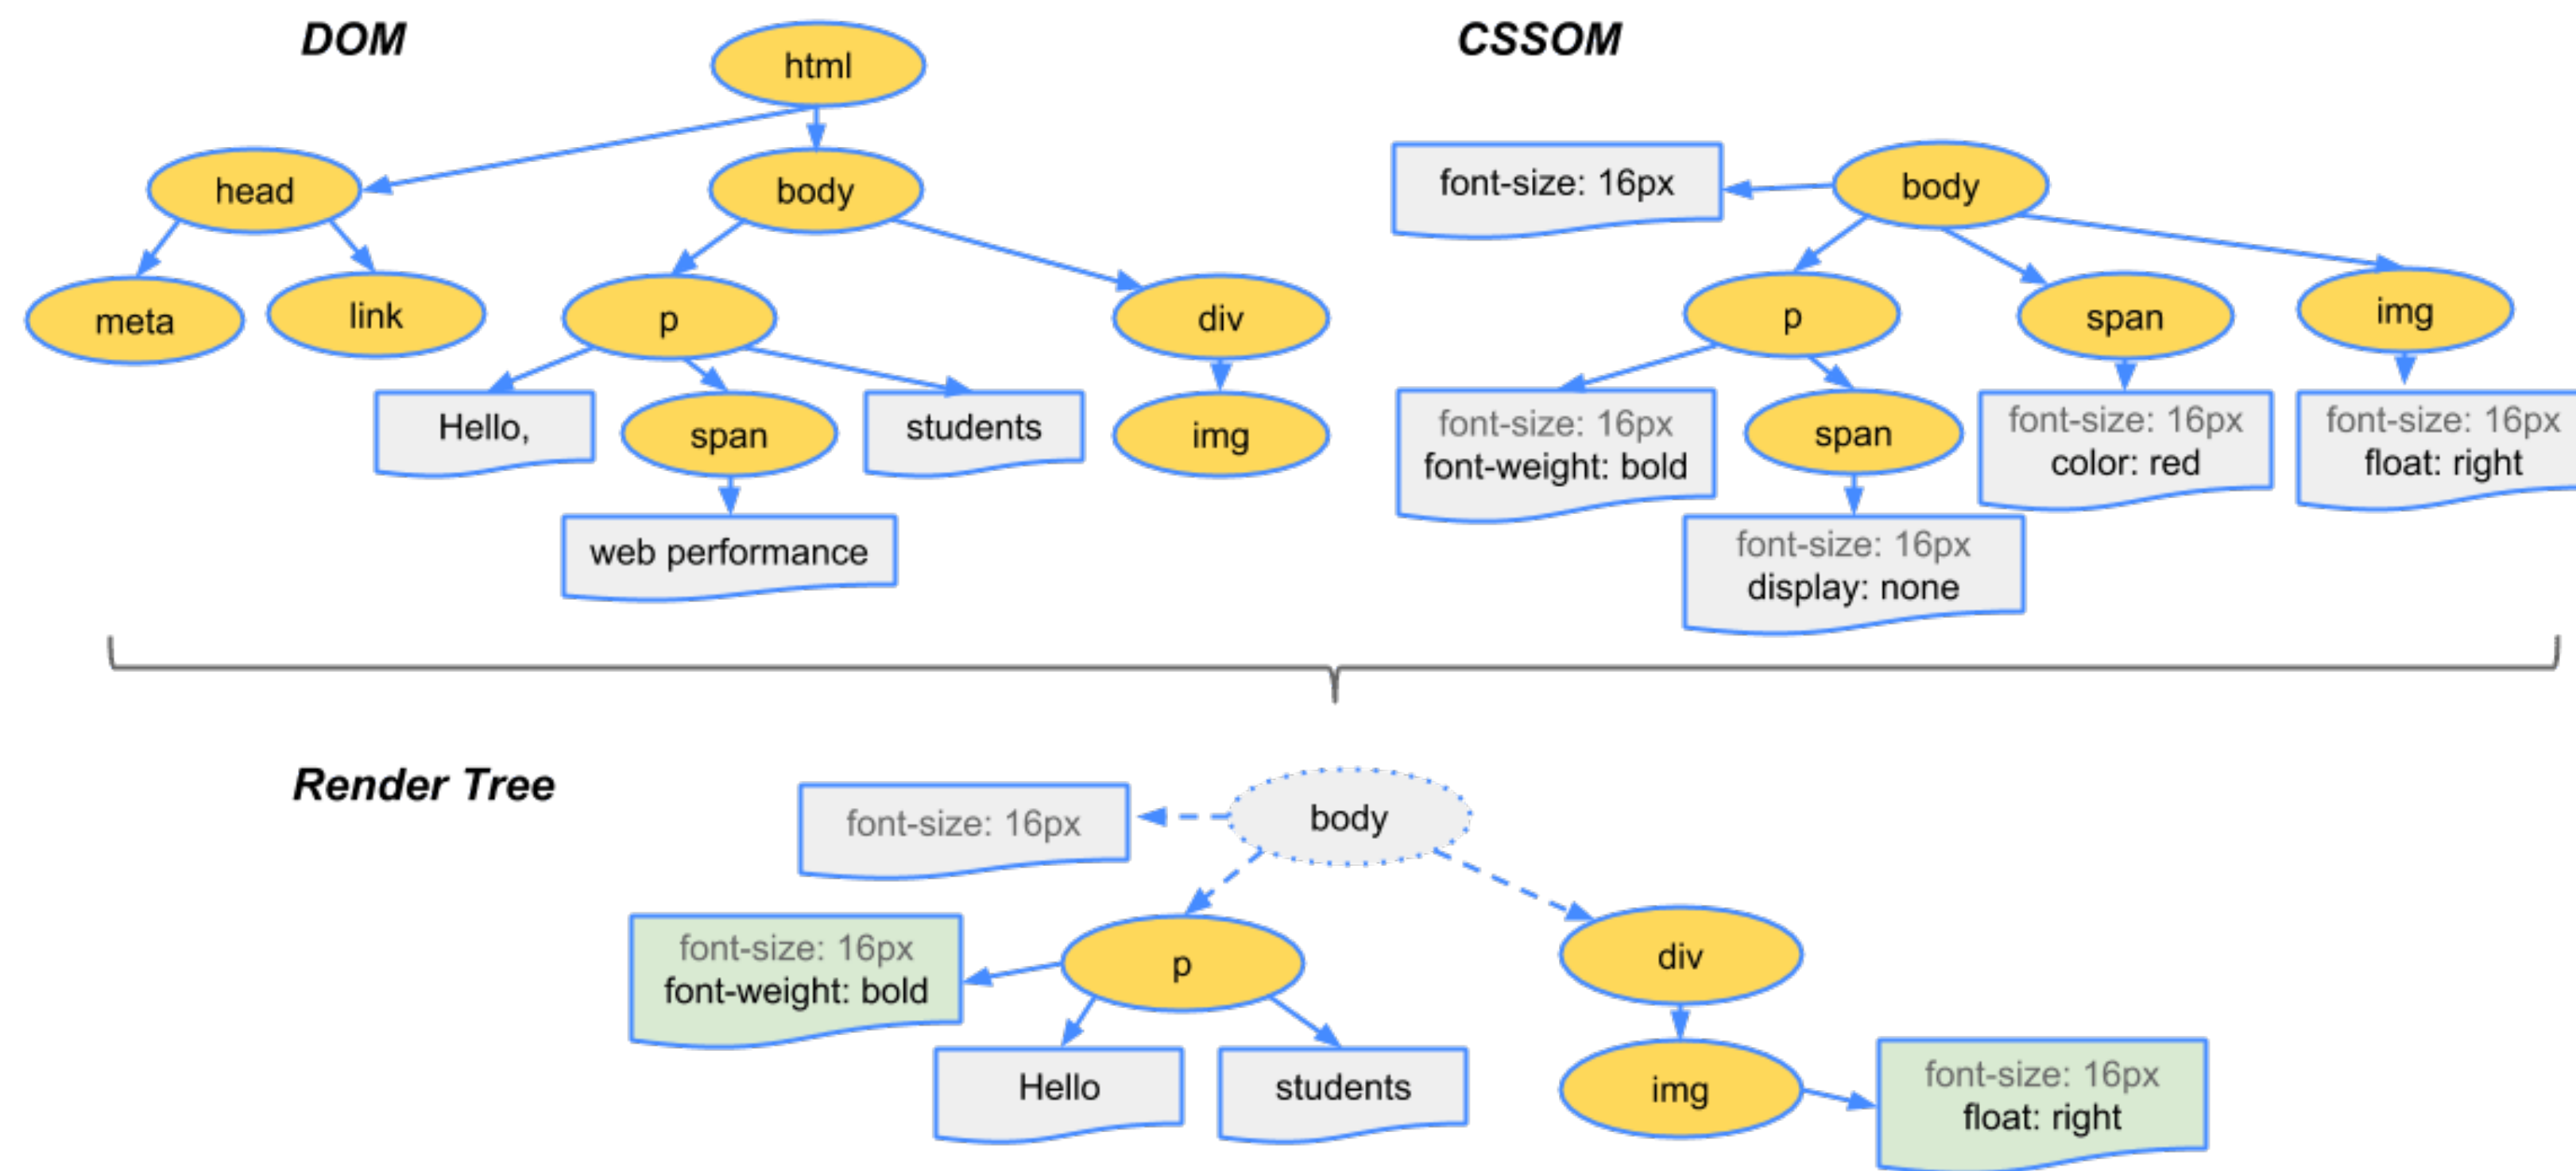 DOM
html
head
body
meta
link
p
div
Hello,
span
students
img
web performance
CSSOM
font-size: 16px
body
p
span
img
font-size: 16px
font-weight: bold
span
font-size: 16px
color: red
font-size: 16px
float: right
font-size: 16px
display: none
Render Tree
font-size: 16px
body
font-size: 16px
font-weight: bold
p
div
Hello
students
img
font-size: 16px
float: right